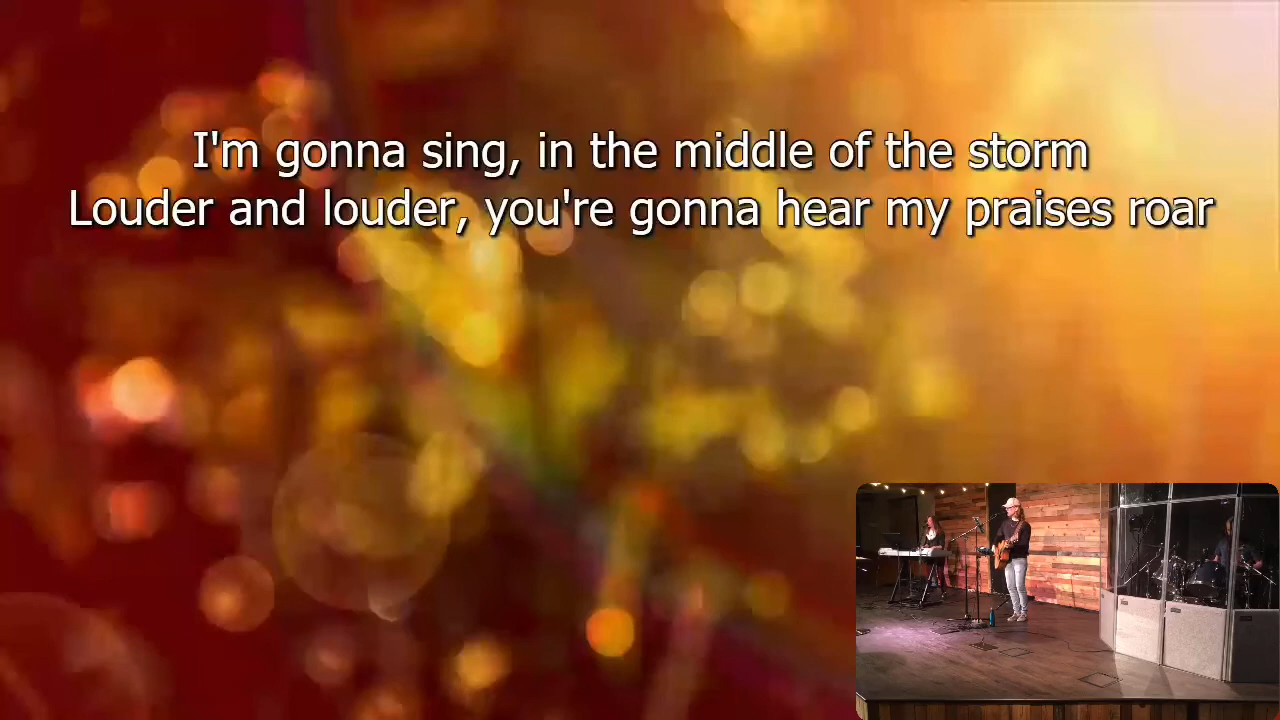 I'm gonna sing, in the middle of the storm
Louder and louder, you're gonna hear my praises roar